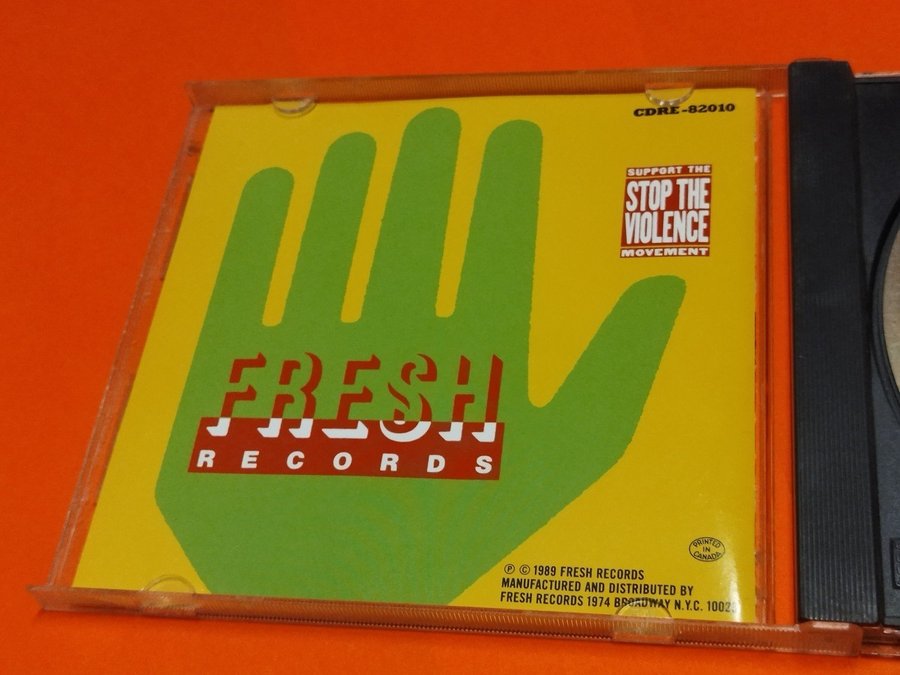 CDRE-82010
SUPPORT THE
STOP THE
VIOLENCE
MOVEMENT
FRESH
RECORDS
PRINTED
IN
CANADA
Ⓟ © 1989 FRESH RECORDS
MANUFACTURED AND DISTRIBUTED BY
FRESH RECORDS 1974 BROADWAY N.Y.C. 10023